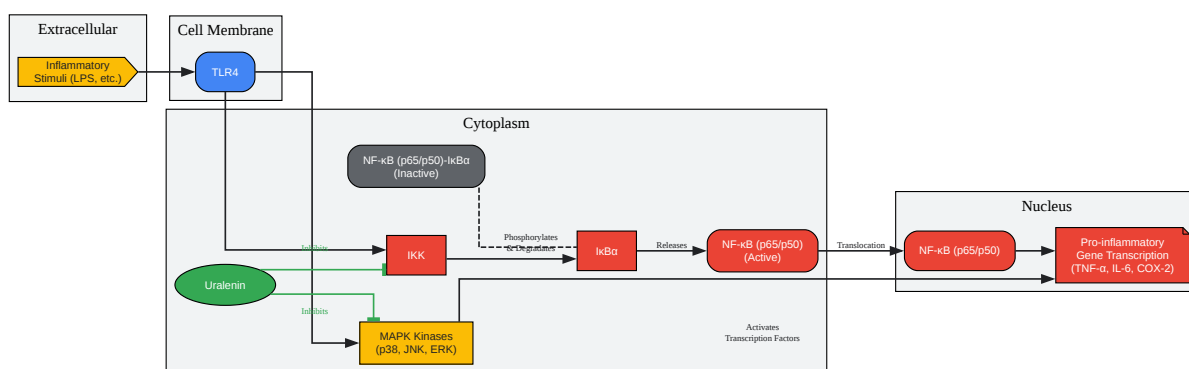 Extracellular
Inflammatory
Stimuli (LPS, etc.)
Cell Membrane
TLR4
Cytoplasm
NF-κB (p65/p50)-IκBα
(Inactive)
Inhibits
IKK
Phosphorylates
& Degradates
IκBα
Releases
NF-κB (p65/p50)
(Active)
Translocation
Uralenin
Inhibits
MAPK Kinases
(p38, JNK, ERK)
Activates
Transcription Factors
Nucleus
NF-κB (p65/p50)
Pro-inflammatory
Gene Transcription
(TNF-α, IL-6, COX-2)